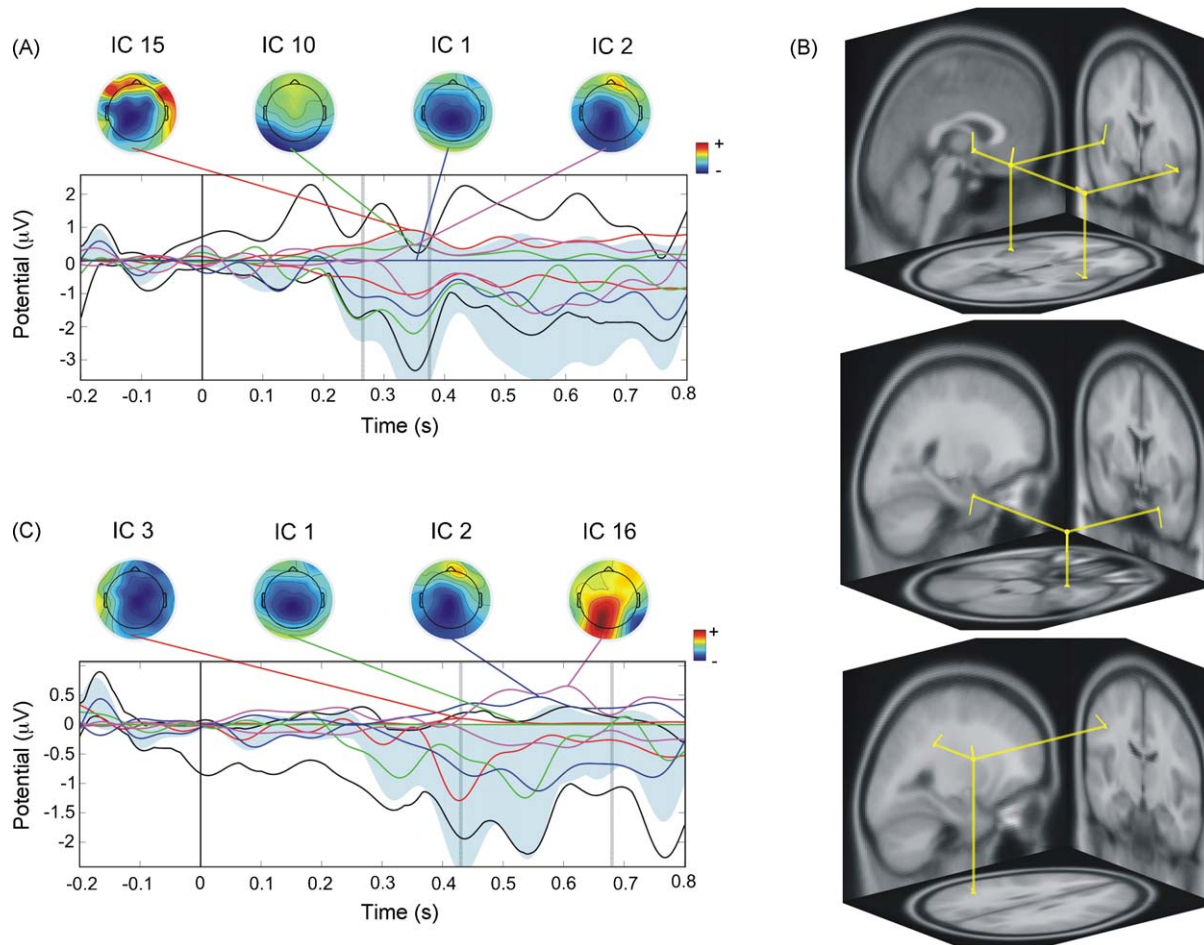 (A)
IC 15 IC 10 IC 1 IC 2
+
-
Potential (µV)
2
1
0
-1
-2
-3
-0.2 -0.1 0 0.1 0.2 0.3 0.4 0.5 0.6 0.7 0.8
Time (s)
(B)
(C)
IC 3 IC 1 IC 2 IC 16
+
-
Potential (µV)
0.5
0
-0.5
-1
-1.5
-2
-0.2 -0.1 0 0.1 0.2 0.3 0.4 0.5 0.6 0.7 0.8
Time (s)